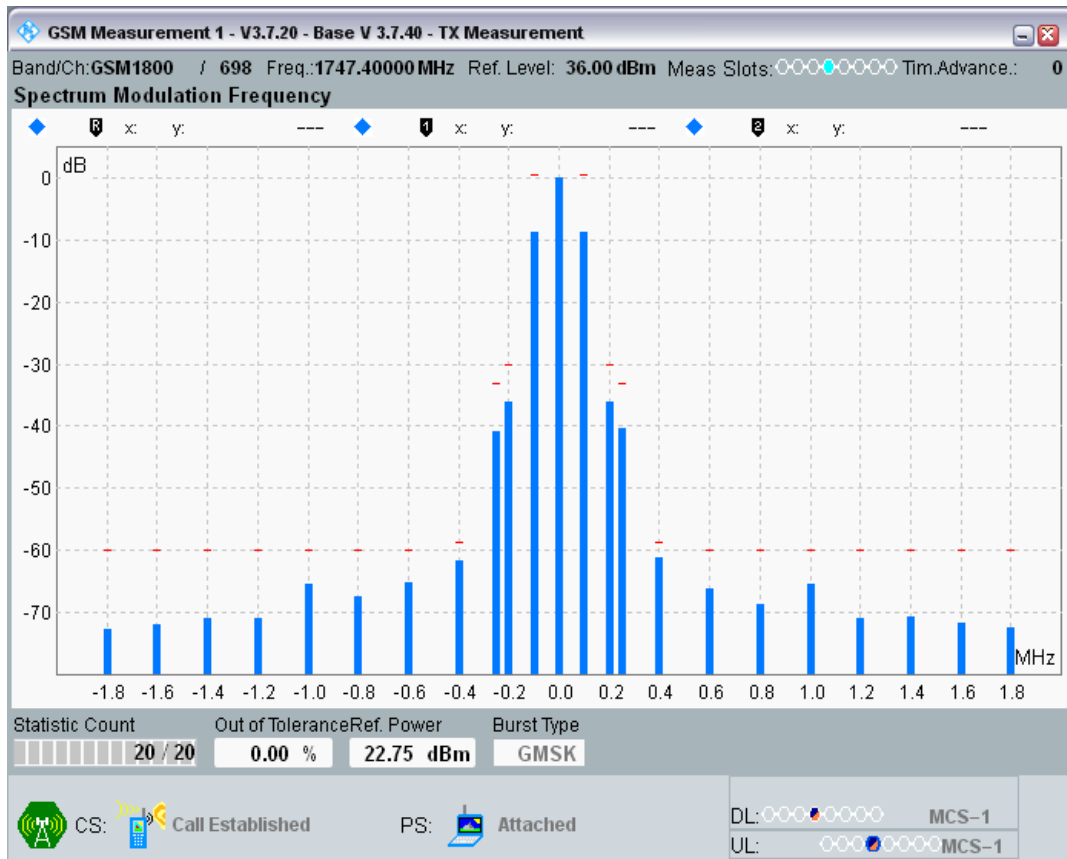 GSM Measurement 1 - V3.7.20 - Base V 3.7.40 - TX Measurement
Band/Ch:GSM1800 / 698 Freq.:1747.40000 MHz Ref. Level: 36.00 dBm Meas Slots: Tim.Advance.: 0
Spectrum Modulation Frequency
R x: y: --- 1 x: y: --- 2 x: y: ---
dB
0
-10
-20
-30
-40
-50
-60
-70
MHz
-1.8 -1.6 -1.4 -1.2 -1.0 -0.8 -0.6 -0.4 -0.2 0.0 0.2 0.4 0.6 0.8 1.0 1.2 1.4 1.6 1.8
Statistic Count Out of Tolerance Ref. Power Burst Type
20 / 20 0.00 % 22.75 dBm GMSK
CS: Call Established PS: Attached
DL: MCS-1
UL: MCS-1